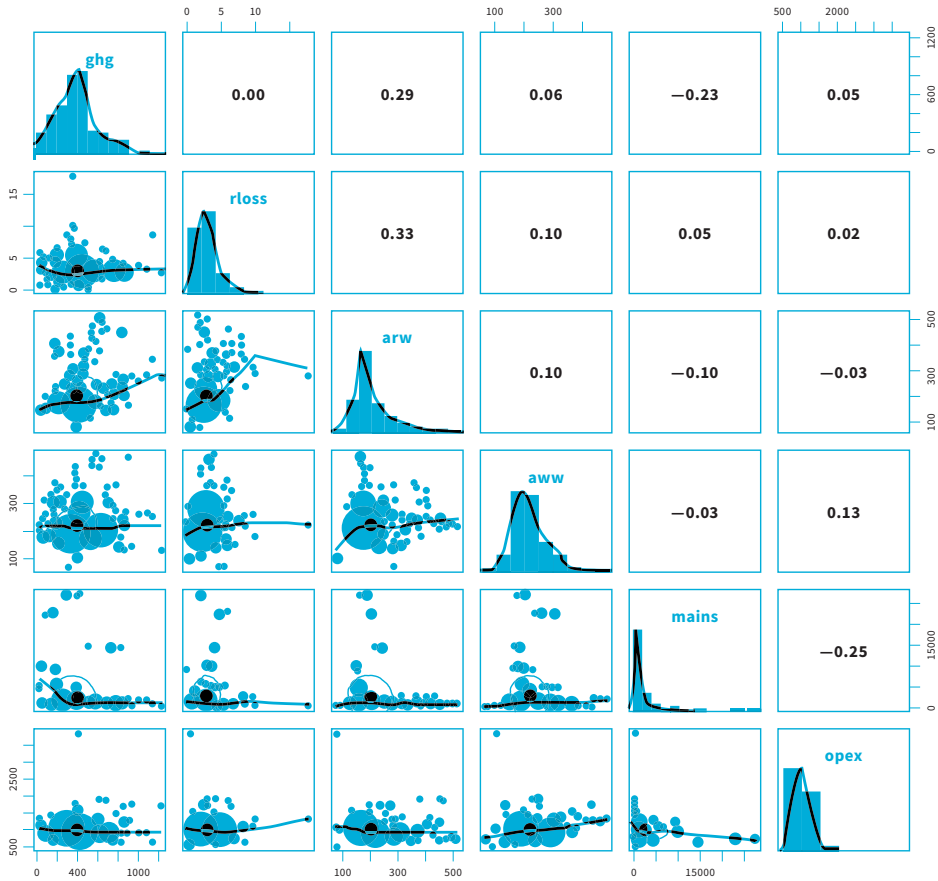 0 5 10 100 300 500 2000
ghg 0.00 0.29 0.06 —0.23 0.05
0 600 1200
0 5 15
rloss 0.33 0.10 0.05 0.02
arw 0.10 —0.10 —0.03
100 300 500
100 300
aww —0.03 0.13
mains —0.25
0 15000
500 2500
opex
0 400 1000 100 300 500 0 15000